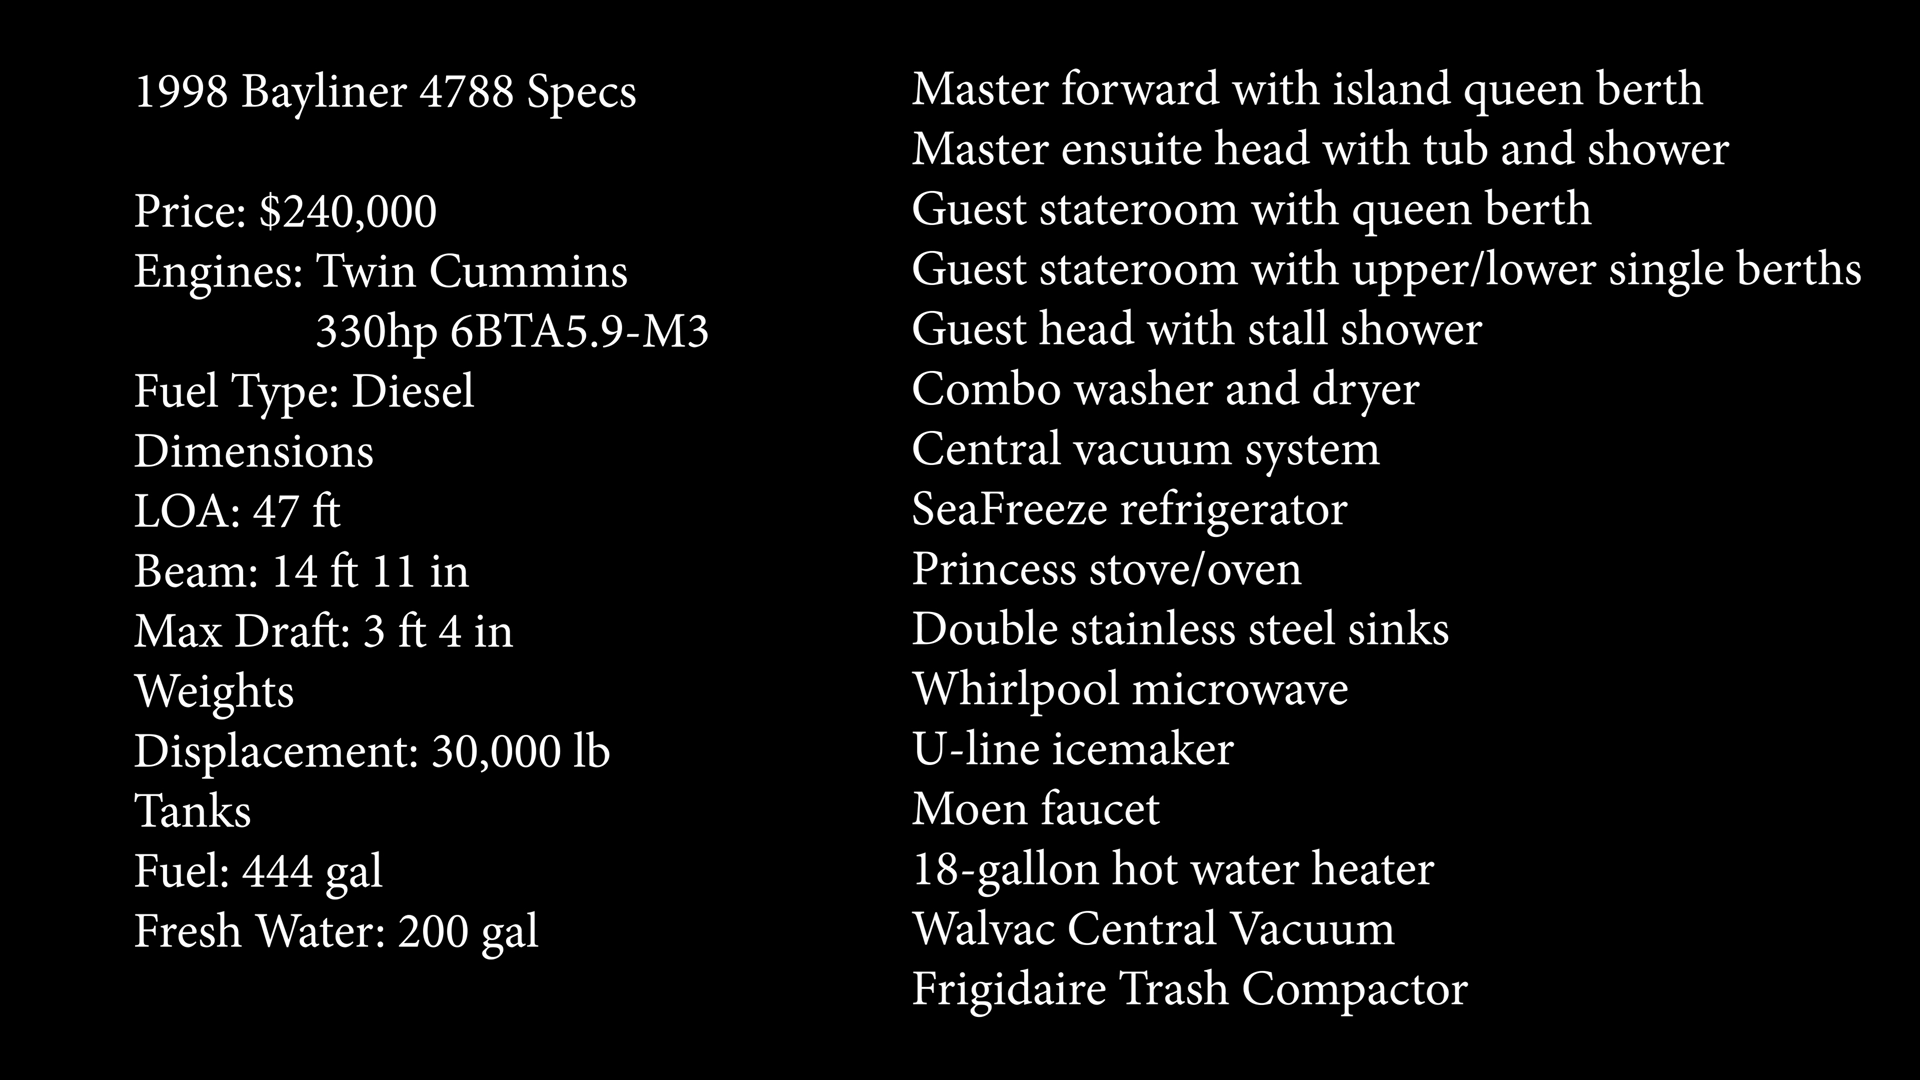 1998 Bayliner 4788 Specs
Price: $240,000
Engines: Twin Cummins
330hp 6BTA5.9-M3
Fuel Type: Diesel
Dimensions
LOA: 47 ft
Beam: 14 ft 11 in
Max Draft: 3 ft 4 in
Weights
Displacement: 30,000 lb
Tanks
Fuel: 444 gal
Fresh Water: 200 gal
Master forward with island queen berth
Master ensuite head with tub and shower
Guest stateroom with queen berth
Guest stateroom with upper/lower single berths
Guest head with stall shower
Combo washer and dryer
Central vacuum system
SeaFreeze refrigerator
Princess stove/oven
Double stainless steel sinks
Whirlpool microwave
U-line icemaker
Moen faucet
18-gallon hot water heater
Walvac Central Vacuum
Frigidaire Trash Compactor